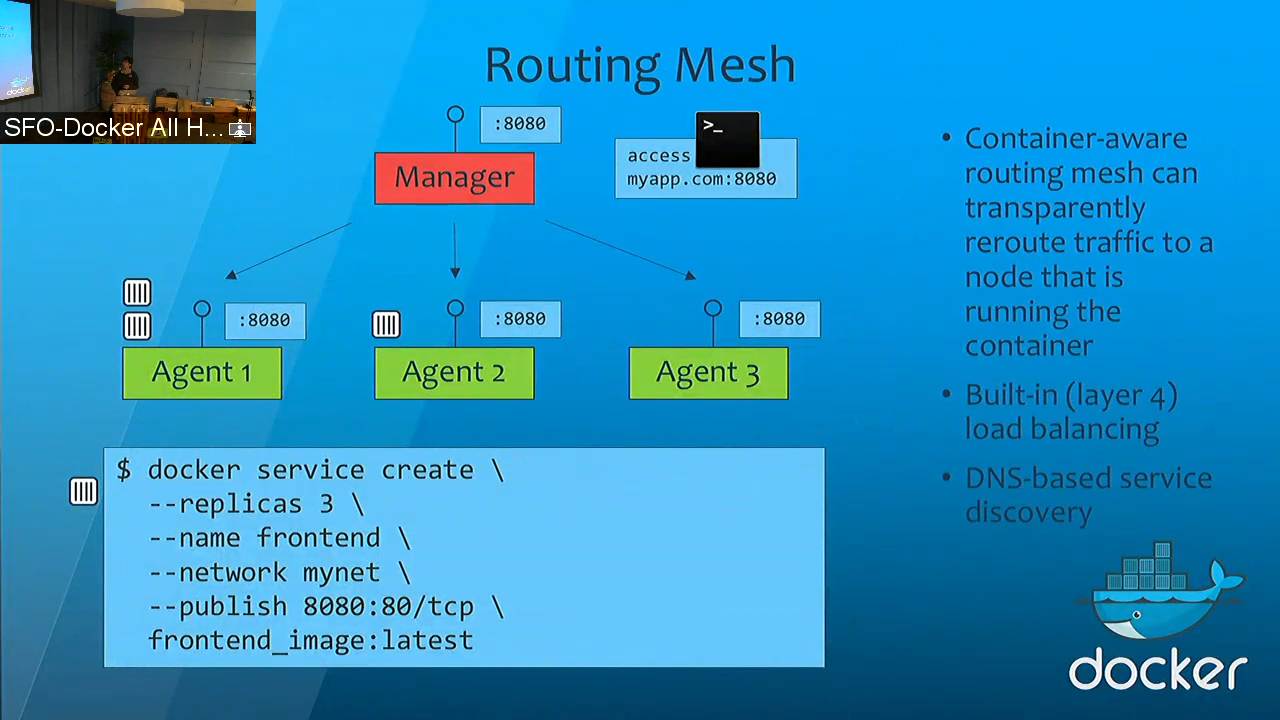 Routing Mesh
SFO-Docker All H...
:8080
Manager
>_
access
myapp.com:8080
:8080
:8080
:8080
Agent 1
Agent 2
Agent 3
$ docker service create \
--replicas 3 \
--name frontend \
--network mynet \
--publish 8080:80/tcp \
frontend_image:latest
• Container-aware
routing mesh can
transparently
reroute traffic to a
node that is
running the
container
• Built-in (layer 4)
load balancing
• DNS-based service
discovery
docker
docker